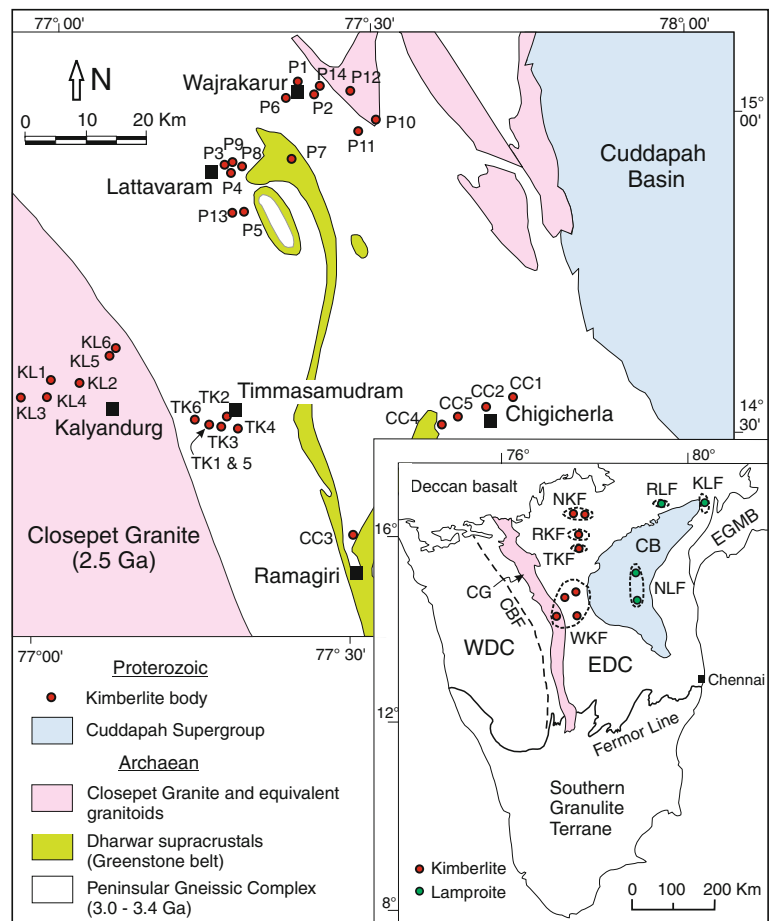 77° 00'
77° 30'
78° 00'
N
0 10 20 Km
Wajrakarur
P1
P14
P12
P6
P2
P10
P11
15°
00'
P9
P3
P8
P7
Lattavaram
P4
P13
P5
Cuddapah
Basin
KL6
KL5
KL1
KL2
KL3
KL4
Kalyandurg
TK2
Timmasamudram
TK6
TK4
TK3
TK1 & 5
CC1
CC2
CC5
CC4
Chigicherla
14°
30'
Closepet Granite
(2.5 Ga)
CC3
Ramagiri
77°00'
77° 30'
Proterozoic
Kimberlite body
Cuddapah Supergroup
Archaean
Closepet Granite and equivalent
granitoids
Dharwar supracrustals
(Greenstone belt)
Peninsular Gneissic Complex
(3.0 - 3.4 Ga)
76°
80°
Deccan basalt
NKF
RLF
KLF
16°
RKF
TKF
CB
EGMB
CG
CBF
NLF
WKF
WDC
EDC
Chennai
12°
Fermor Line
Southern
Granulite
Terrane
Kimberlite
Lamproite
0 100 200 Km
8°